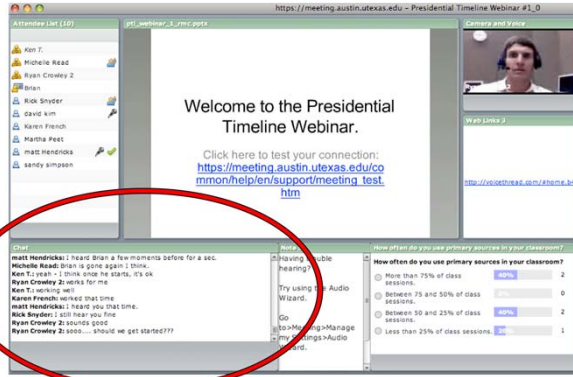 https://meeting.austin.utexas.edu - Presidential Timeline Webinar #1_0
Attendee List (10)
Ken T.
Michelle Read
Ryan Crowley 2
Brian
Rick Snyder
david kim
Karen French
Martha Peet
matt Hendricks
sandy simpson
ptl_webinar_1_rmc.pptx
Welcome to the Presidential
Timeline Webinar.
Click here to test your connection:
https://meeting.austin.utexas.edu/co
mmon/help/en/support/meeting_test.
htm
Camera and Voice
Web Links 3
http://voicethread.com/#home.b4
Chat
matt Hendricks: I heard Brian a few moments before for a sec.
Michelle Read: Brian is gone again I think.
Ken T.: yeah - I think once he starts, it's ok
Ryan Crowley 2: works for me
Ken T.: working well
Karen French: worked that time
matt Hendricks: I heard you that time.
Rick Snyder: I still hear you fine
Ryan Crowley 2: sounds good
Ryan Crowley 2: sooo.... should we get started???
Note
Having trouble
hearing?
Try using the Audio
Wizard.
Go
to>Meeting>Manage
my Settings>Audio
Wizard.
How often do you use primary sources in your classroom?
How often do you use primary sources in your classroom?
More than 75% of class
sessions.
40%
2
Between 75 and 50% of class
sessions.
0%
0
Between 50 and 25% of class
sessions.
40%
2
Less than 25% of class sessions.
20%
1